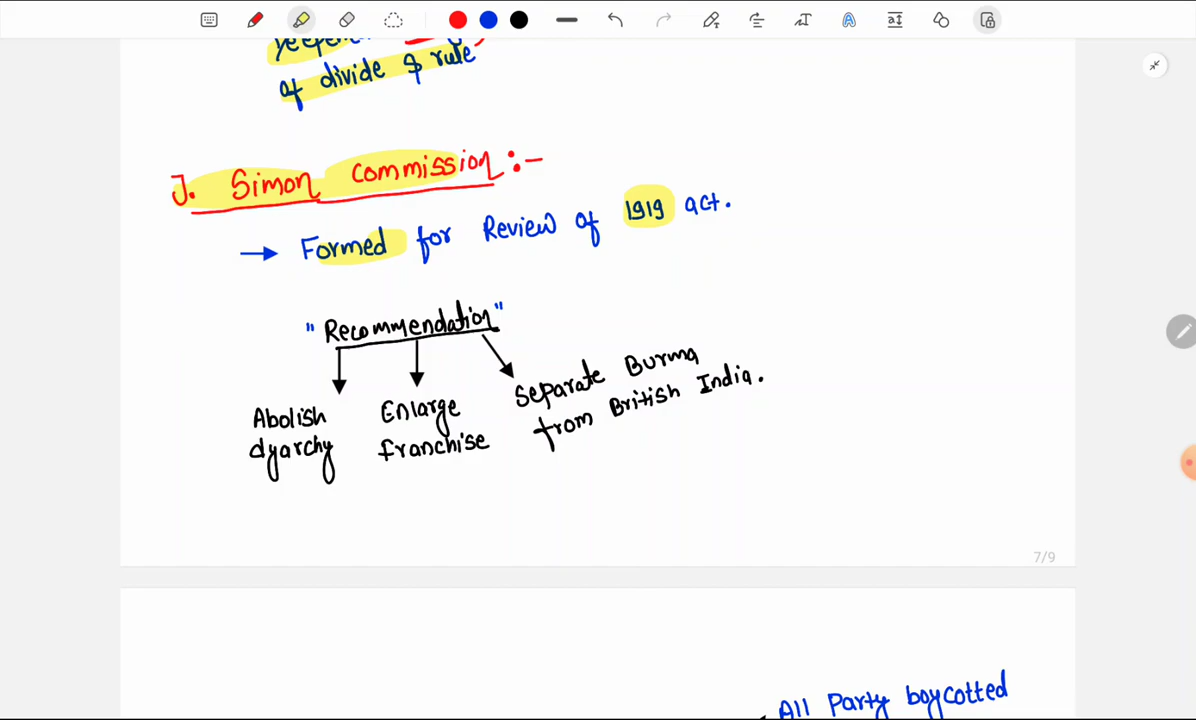 of divide & rule
J. Simon Commission :-
→ Formed for Review of 1919 act.
"Recommendation"
Abolish dyarchy
Enlarge franchise
Separate Burma from British India.
7/9
All Party boycotted